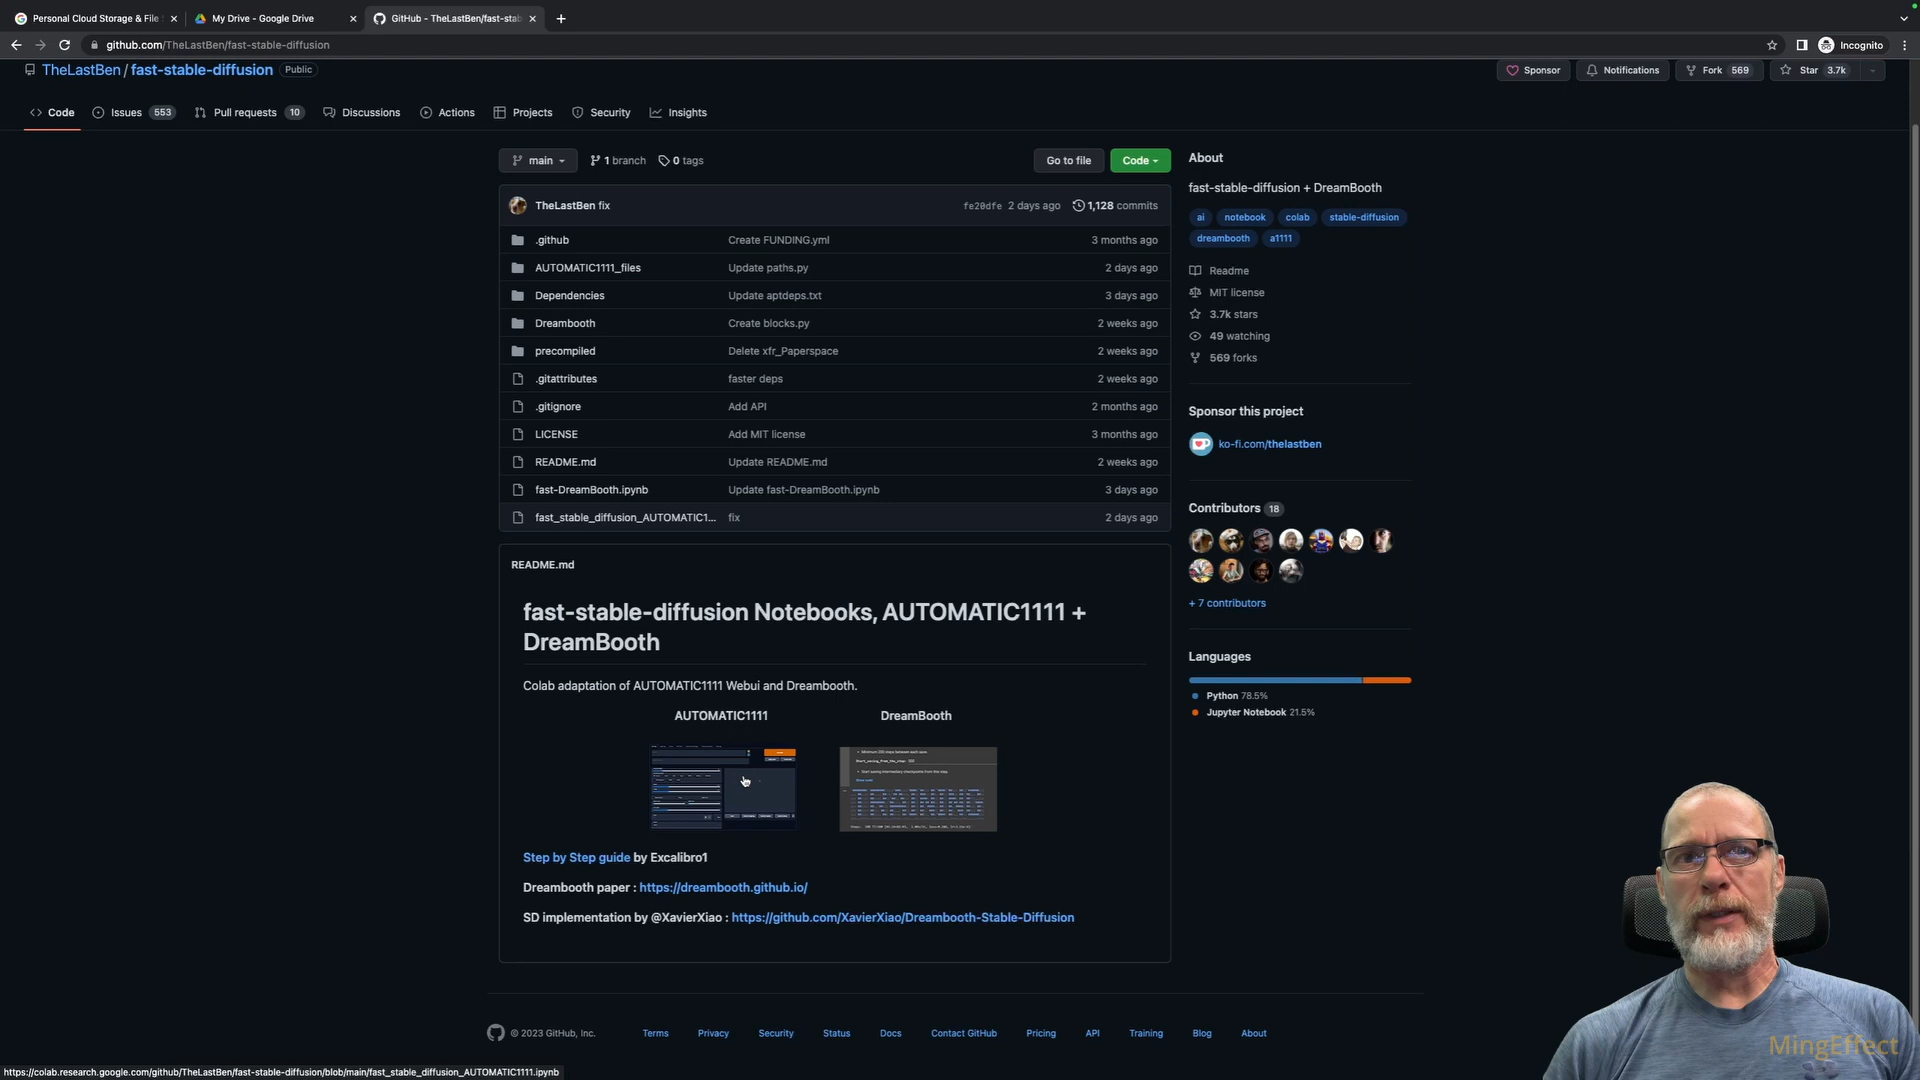 Personal Cloud Storage & File
My Drive - Google Drive
GitHub - TheLastBen/fast-stab
github.com/TheLastBen/fast-stable-diffusion
Incognito
TheLastBen / fast-stable-diffusion
Public
Sponsor
Notifications
Fork 569
Star 3.7k
Code
Issues 553
Pull requests 10
Discussions
Actions
Projects
Security
Insights
main
1 branch
0 tags
Go to file
Code
TheLastBen fix
fe20dfe 2 days ago
1,128 commits
.github Create FUNDING.yml 3 months ago
AUTOMATIC1111_files Update paths.py 2 days ago
Dependencies Update aptdeps.txt 3 days ago
Dreambooth Create blocks.py 2 weeks ago
precompiled Delete xfr_Paperspace 2 weeks ago
.gitattributes faster deps 2 weeks ago
.gitignore Add API 2 months ago
LICENSE Add MIT license 3 months ago
README.md Update README.md 2 weeks ago
fast-DreamBooth.ipynb Update fast-DreamBooth.ipynb 3 days ago
fast_stable_diffusion_AUTOMATIC1... fix 2 days ago
README.md
fast-stable-diffusion Notebooks, AUTOMATIC1111 +
DreamBooth
Colab adaptation of AUTOMATIC1111 Webui and Dreambooth.
AUTOMATIC1111 DreamBooth
Step by Step guide by Excalibro1
Dreambooth paper : https://dreambooth.github.io/
SD implementation by @XavierXiao : https://github.com/XavierXiao/Dreambooth-Stable-Diffusion
About
fast-stable-diffusion + DreamBooth
ai notebook colab stable-diffusion
dreambooth a1111
Readme
MIT license
3.7k stars
49 watching
569 forks
Sponsor this project
ko-fi.com/thelastben
Contributors 18
+ 7 contributors
Languages
Python 78.5%
Jupyter Notebook 21.5%
© 2023 GitHub, Inc. Terms Privacy Security Status Docs Contact GitHub Pricing API Training Blog About
MingEffect
https://colab.research.google.com/github/TheLastBen/fast-stable-diffusion/blob/main/fast_stable_diffusion_AUTOMATIC1111.ipynb